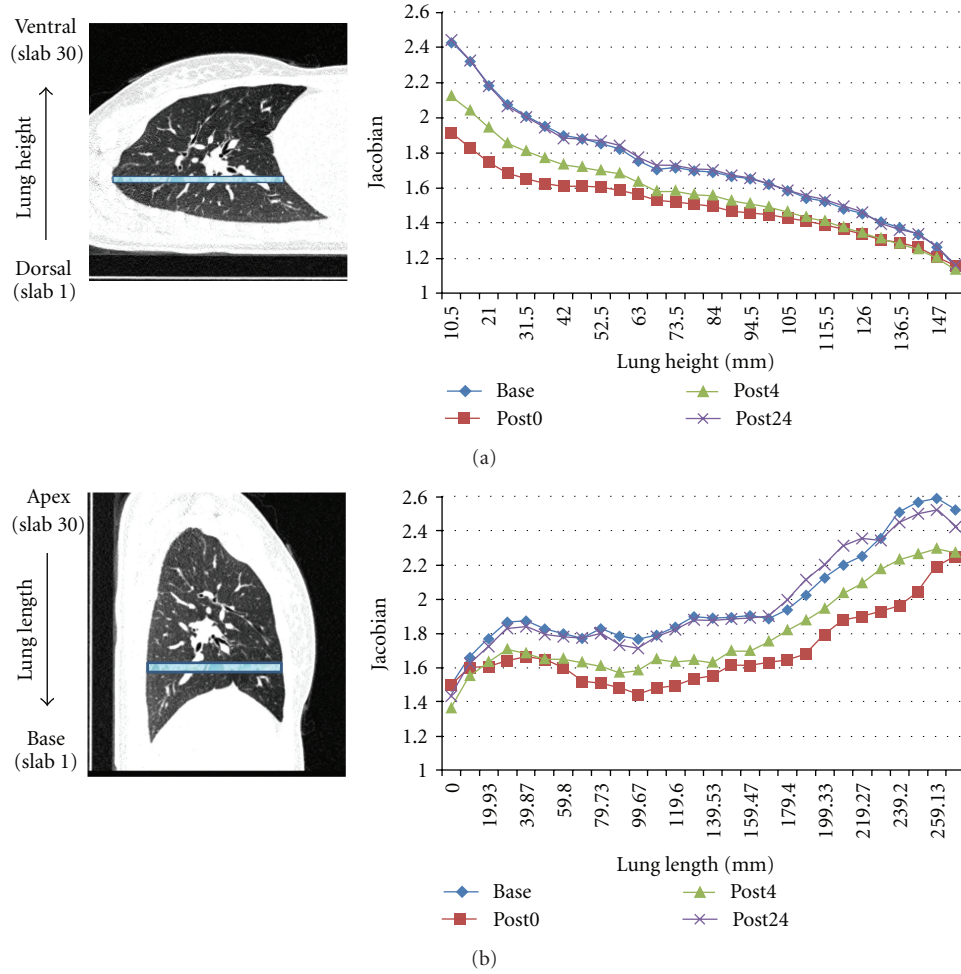 Ventral
(slab 30)
Lung height
Dorsal
(slab 1)
Jacobian
2.6
2.4
2.2
2
1.8
1.6
1.4
1.2
1
10.5
21
31.5
42
52.5
63
73.5
84
94.5
105
115.5
126
136.5
147
Lung height (mm)
Base
Post4
Post0
Post24
(a)
Apex
(slab 30)
Lung length
Base
(slab 1)
Jacobian
2.6
2.4
2.2
2
1.8
1.6
1.4
1.2
1
0
19.93
39.87
59.8
79.73
99.67
119.6
139.53
159.47
179.4
199.33
219.27
239.2
259.13
Lung length (mm)
Base
Post4
Post0
Post24
(b)